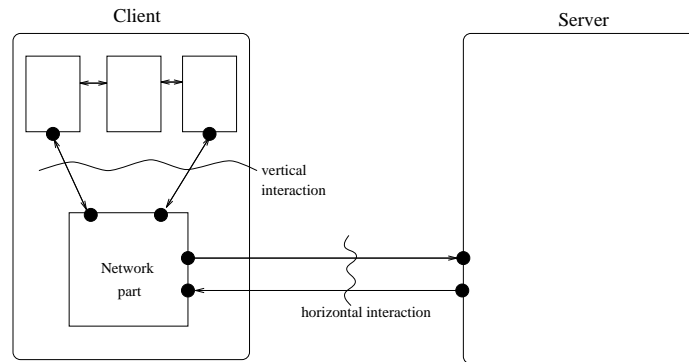 Client
Server
vertical
interaction
Network
part
horizontal interaction